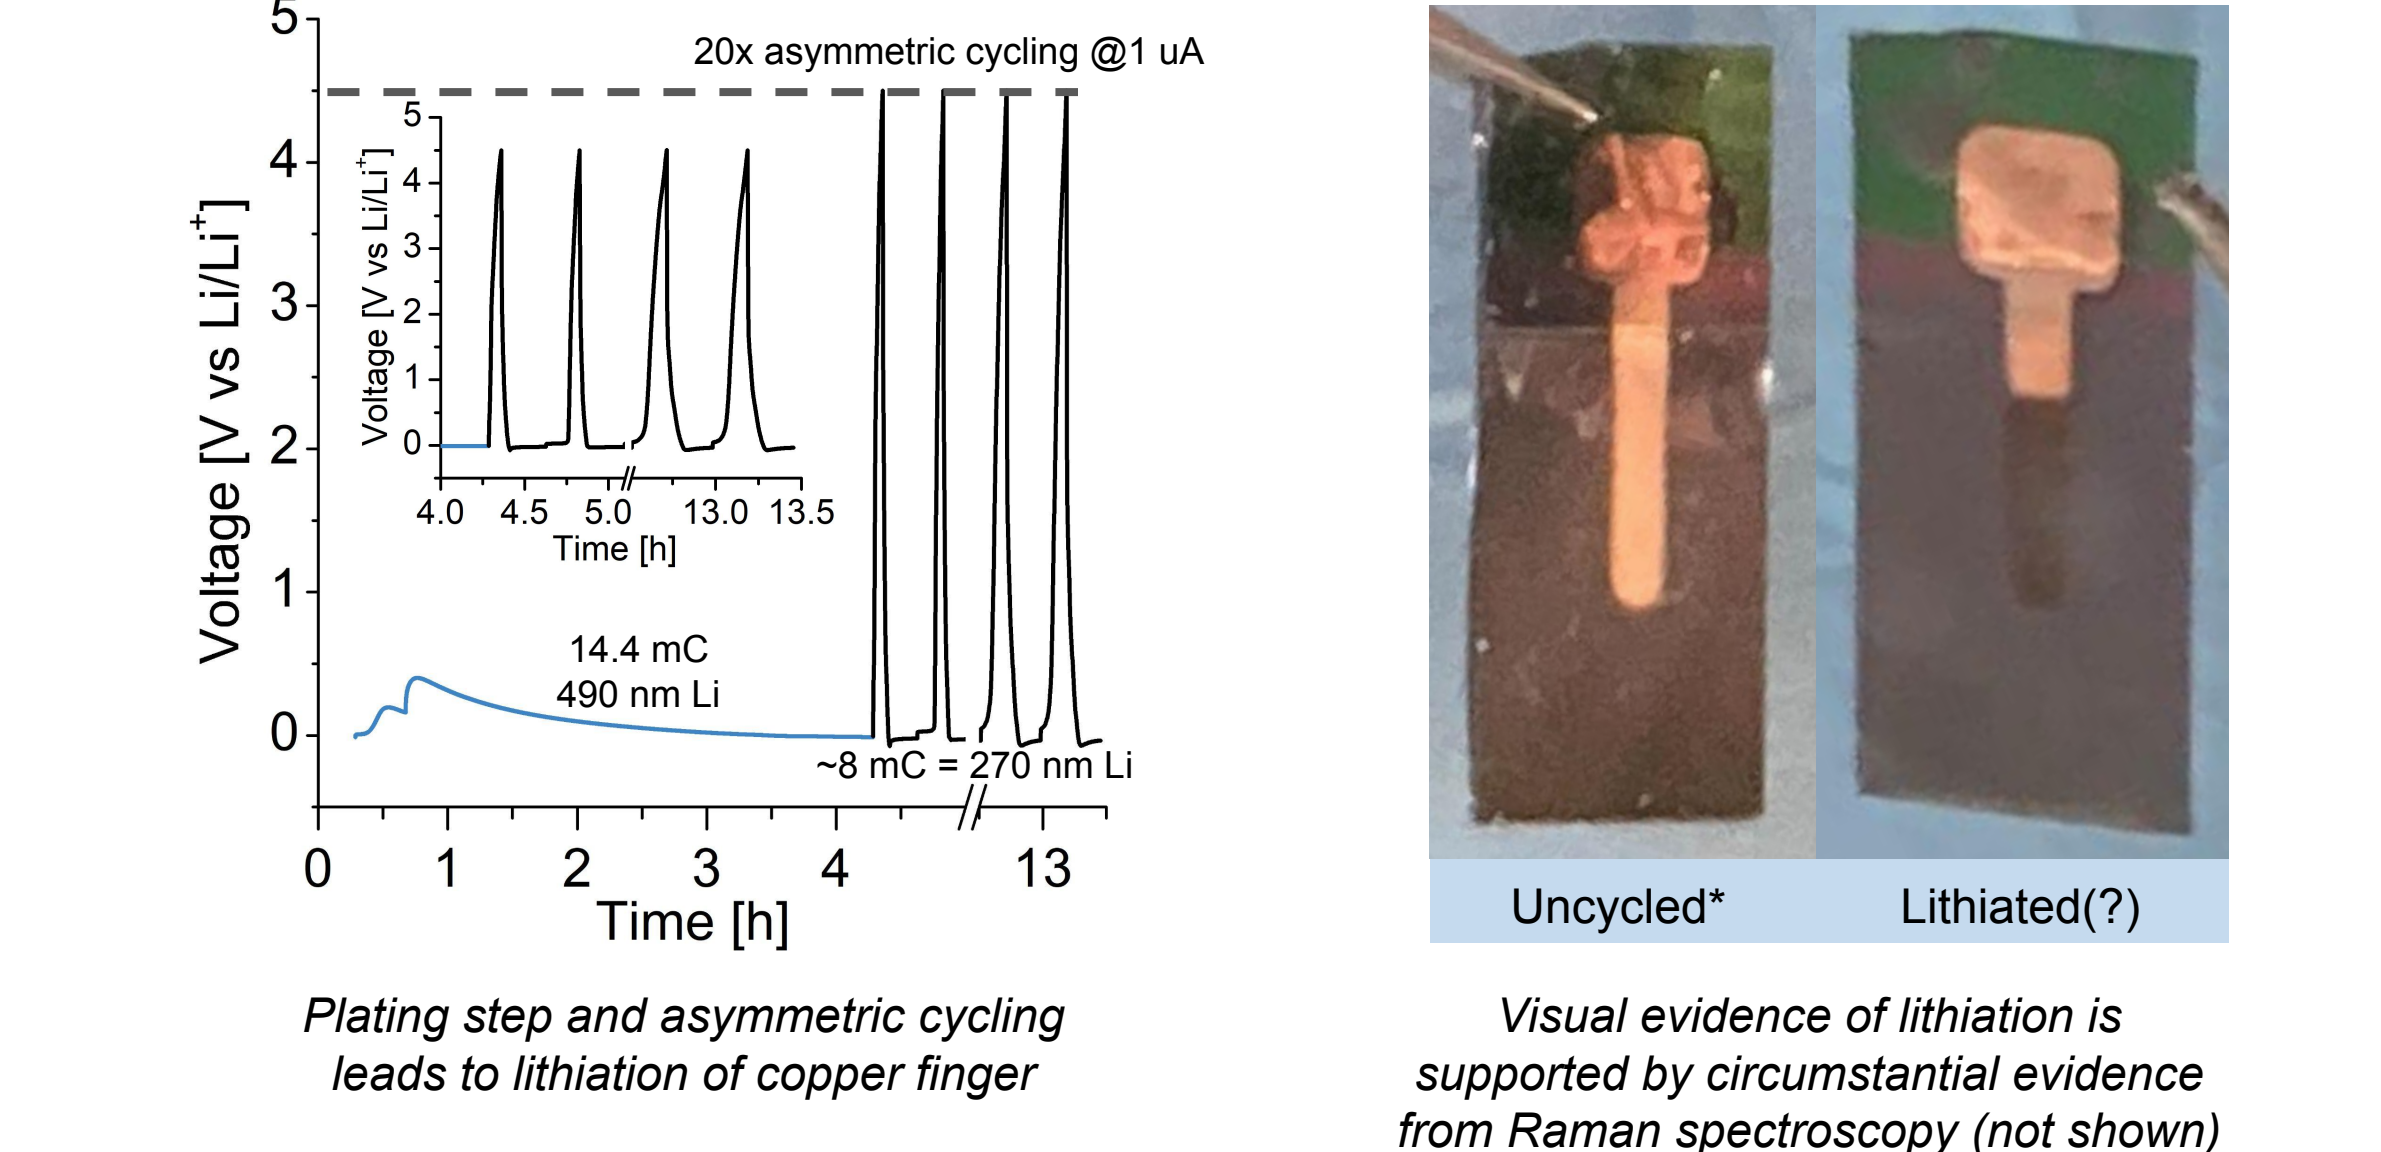 20x asymmetric cycling @1 uA
Voltage [V vs Li/Li+]
5
4
3
2
1
0
Voltage [V vs Li/Li+]
5
4
3
2
1
0
4.0 4.5 5.0 13.0 13.5
Time [h]
14.4 mC
490 nm Li
~8 mC = 270 nm Li
0 1 2 3 4 13
Time [h]
Plating step and asymmetric cycling
leads to lithiation of copper finger
Uncycled* Lithiated(?)
Visual evidence of lithiation is
supported by circumstantial evidence
from Raman spectroscopy (not shown)